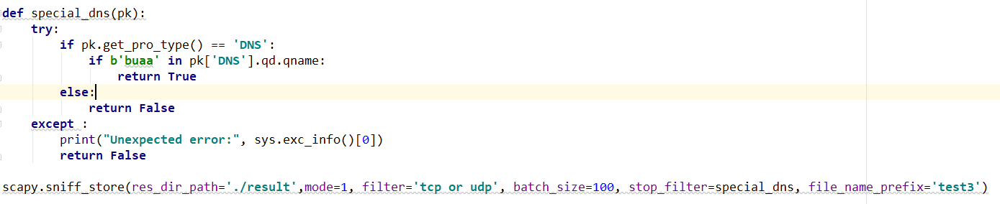 def special_dns(pk):
    try:
        if pk.get_pro_type() == 'DNS':
            if b'buaa' in pk['DNS'].qd.qname:
                return True
        else:
            return False
    except :
        print("Unexpected error:", sys.exc_info()[0])
        return False
scapy.sniff_store(res_dir_path='./result',mode=1, filter='tcp or udp', batch_size=100, stop_filter=special_dns, file_name_prefix='test3')